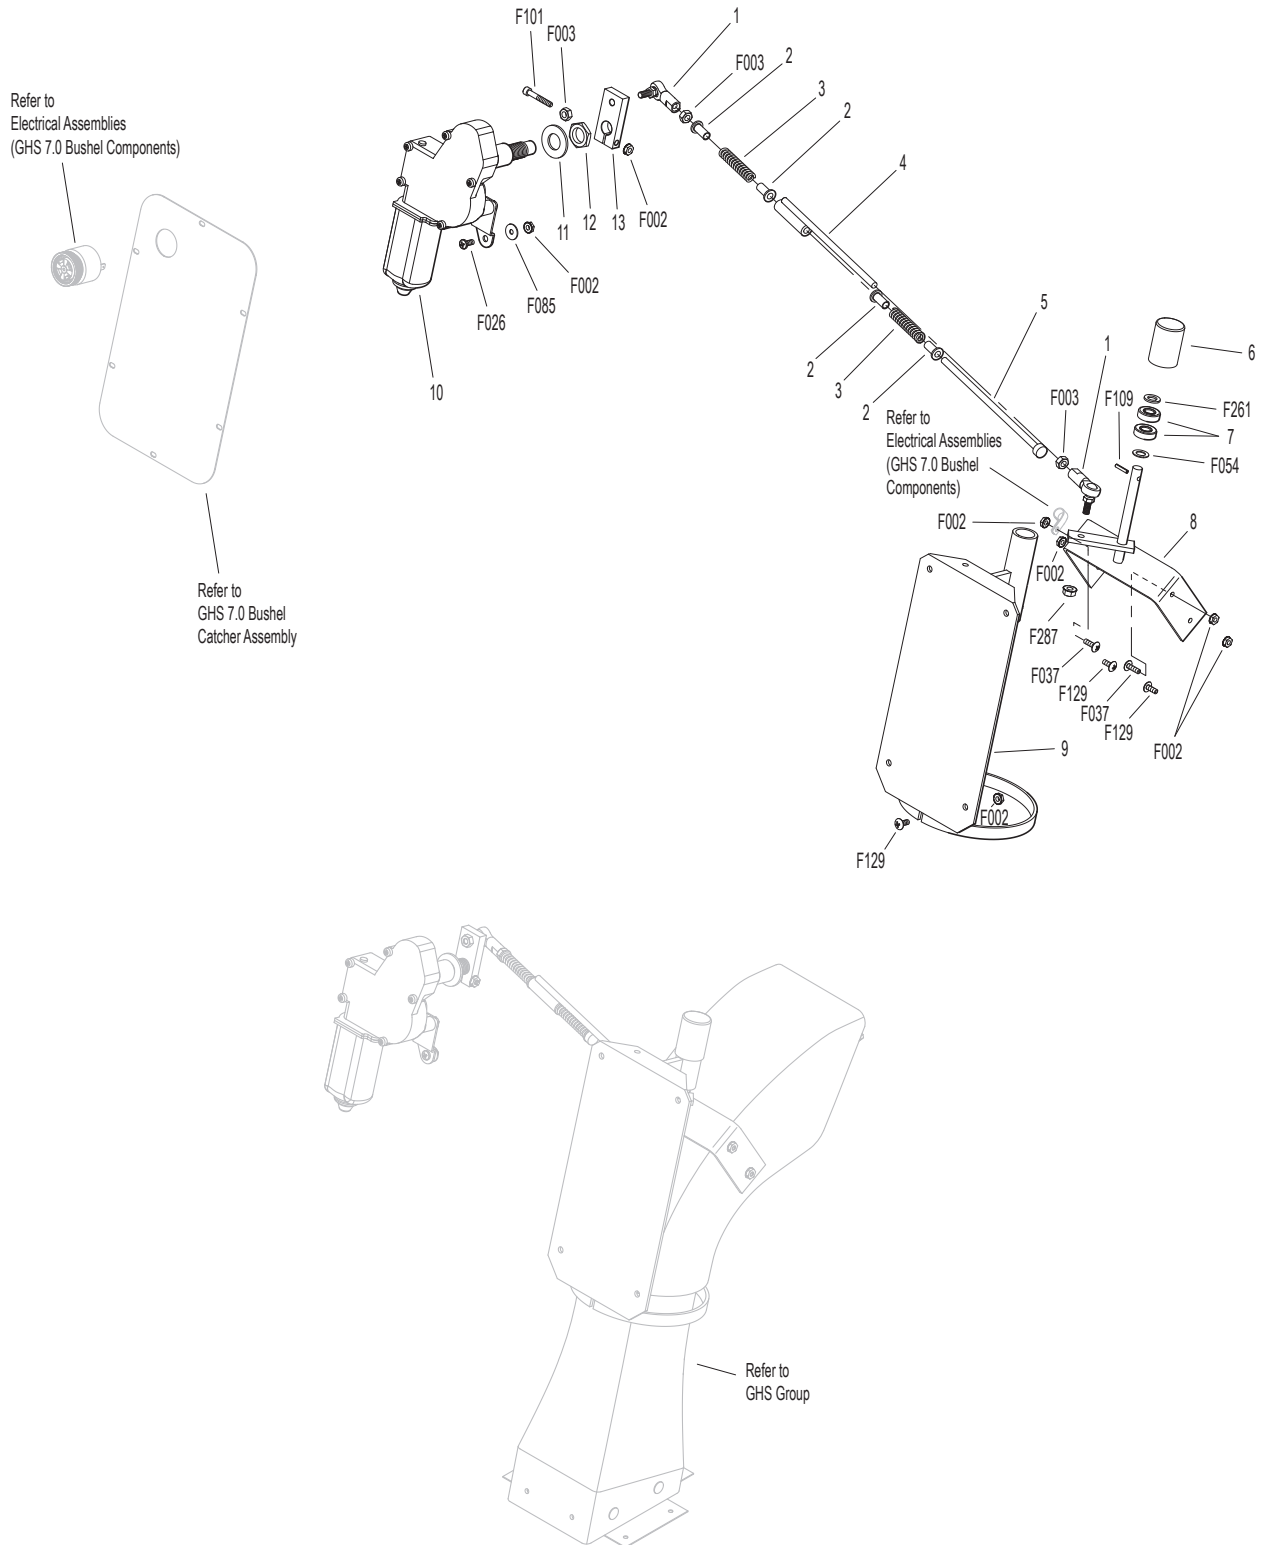 F101
1
F003
F003
2
3
2
4
Refer to
Electrical Assemblies
(GHS 7.0 Bushel Components)
11
12
13
F002
F002
F085
F026
10
5
2
3
2
1
6
F003
F109
F261
7
F054
Refer to
Electrical Assemblies
(GHS 7.0 Bushel
Components)
F002
8
F002
F287
F037
F129
F037
F129
F002
9
F002
F129
Refer to
GHS 7.0 Bushel
Catcher Assembly
Refer to
GHS Group